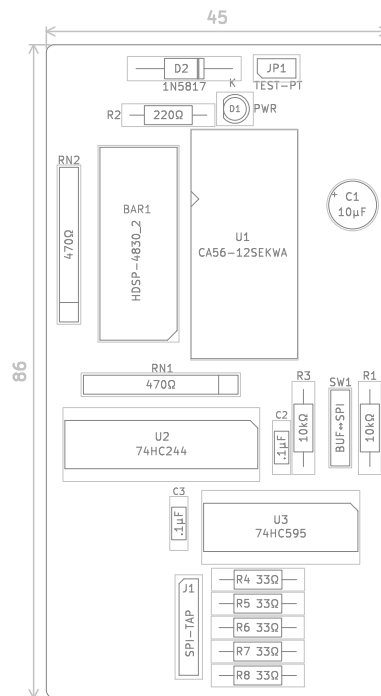 45
86
D2
1N5817
JP1
TEST-PT
R2
220Ω
K
D1
PWR
RN2
470Ω
BAR1
HDSP-4830_2
U1
CA56-12SEKWA
+
C1
10µF
RN1
470Ω
R3
10kΩ
SW1
BUF⇔SPI
R1
10kΩ
U2
74HC244
C2
.1µF
C3
.1µF
U3
74HC595
J1
SPI-TAP
R4 33Ω
R5 33Ω
R6 33Ω
R7 33Ω
R8 33Ω